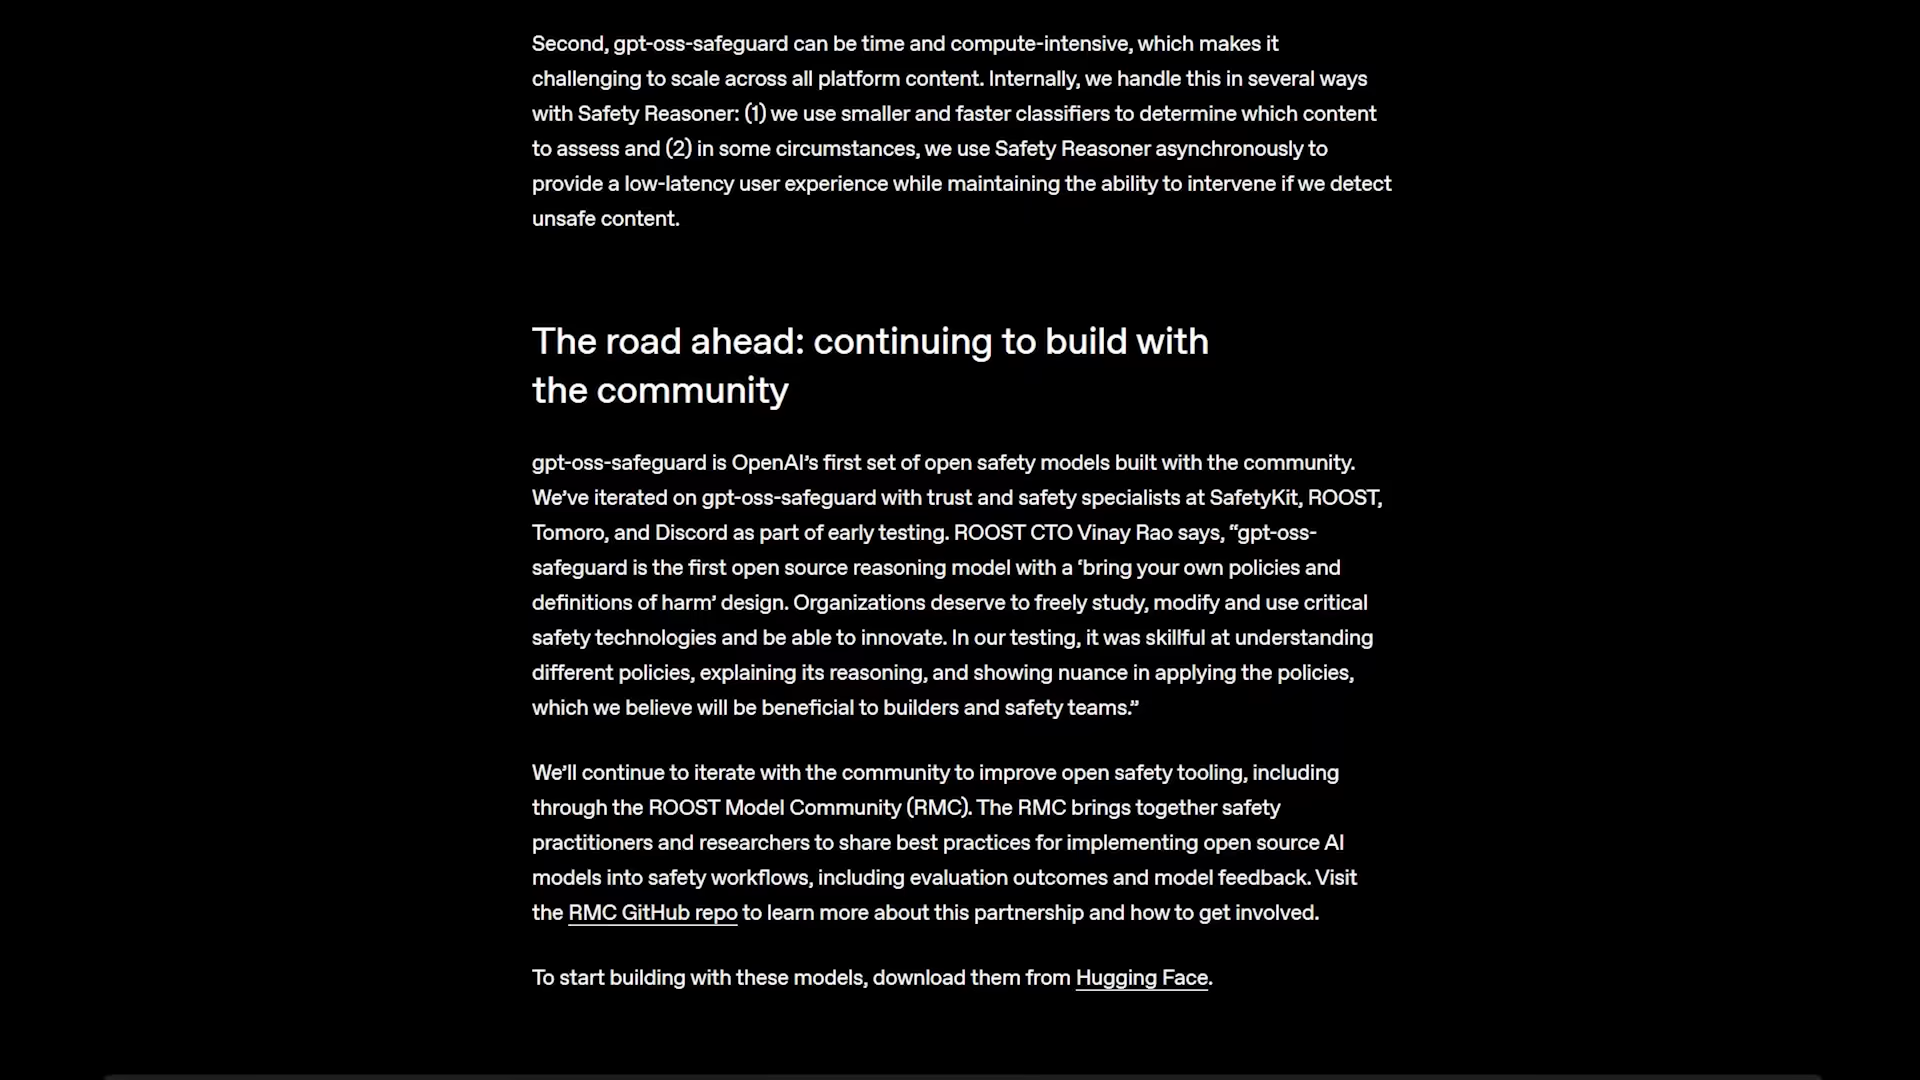 Second, gpt-oss-safeguard can be time and compute-intensive, which makes it
challenging to scale across all platform content. Internally, we handle this in several ways
with Safety Reasoner: (1) we use smaller and faster classifiers to determine which content
to assess and (2) in some circumstances, we use Safety Reasoner asynchronously to
provide a low-latency user experience while maintaining the ability to intervene if we detect
unsafe content.
The road ahead: continuing to build with
the community
gpt-oss-safeguard is OpenAI’s first set of open safety models built with the community.
We’ve iterated on gpt-oss-safeguard with trust and safety specialists at SafetyKit, ROOST,
Tomoro, and Discord as part of early testing. ROOST CTO Vinay Rao says, “gpt-oss-
safeguard is the first open source reasoning model with a ‘bring your own policies and
definitions of harm’ design. Organizations deserve to freely study, modify and use critical
safety technologies and be able to innovate. In our testing, it was skillful at understanding
different policies, explaining its reasoning, and showing nuance in applying the policies,
which we believe will be beneficial to builders and safety teams.”
We’ll continue to iterate with the community to improve open safety tooling, including
through the ROOST Model Community (RMC). The RMC brings together safety
practitioners and researchers to share best practices for implementing open source AI
models into safety workflows, including evaluation outcomes and model feedback. Visit
the RMC GitHub repo to learn more about this partnership and how to get involved.
To start building with these models, download them from Hugging Face.